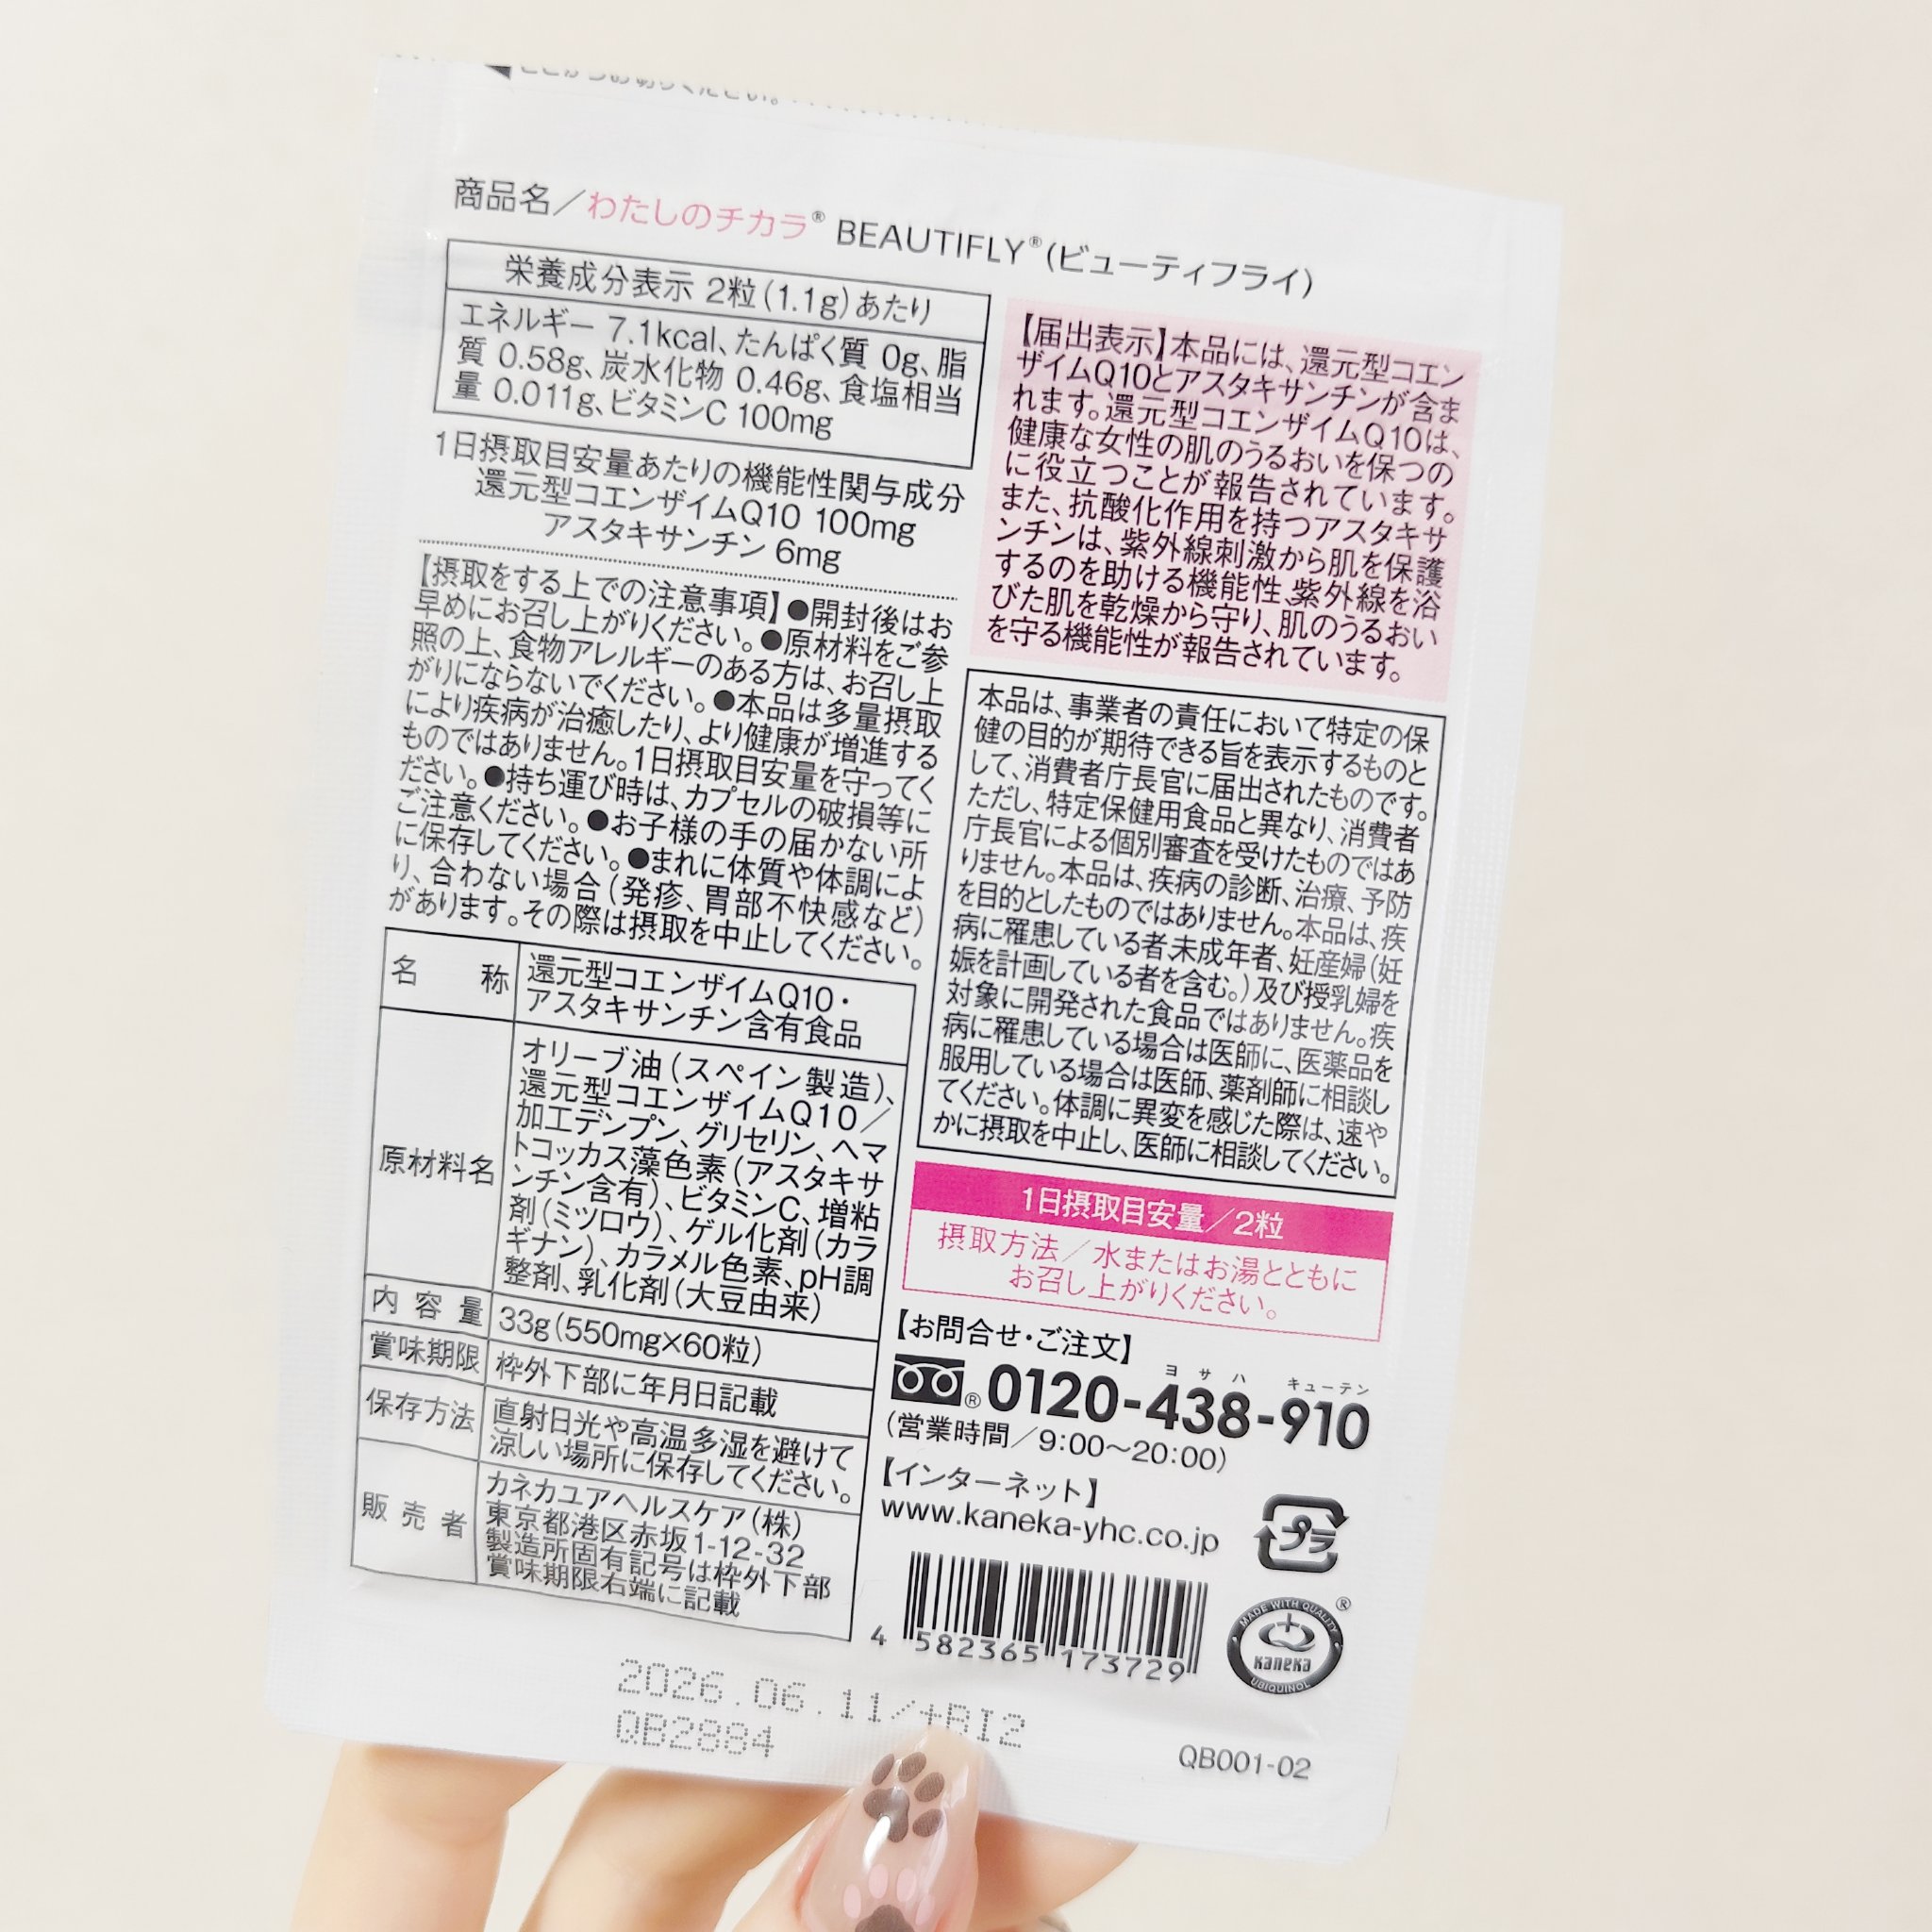 ここからお切りください。
商品名／わたしのチカラ® BEAUTIFLY®(ビューティフライ)
栄養成分表示 2粒(1.1g)あたり
エネルギー 7.1kcal、たんぱく質 0g、脂
質 0.58g、炭水化物 0.46g、食塩相当
量 0.011g、ビタミンC 100mg
1日摂取目安量あたりの機能性関与成分
還元型コエンザイムQ10 100mg
アスタキサンチン 6mg
【摂取をする上での注意事項】●開封後はお
早めにお召し上がりください。●原材料をご参
照の上、食物アレルギーのある方は、お召し上
がりにならないでください。●本品は多量摂取
により疾病が治癒したり、より健康が増進する
ものではありません。1日摂取目安量を守ってく
ださい。●持ち運び時は、カプセルの破損等に
ご注意ください。●お子様の手の届かない所
に保存してください。●まれに体質や体調によ
り、合わない場合(発疹、胃部不快感など)
があります。その際は摂取を中止してください。
名称
還元型コエンザイムQ10・
アスタキサンチン含有食品
原材料名
オリーブ油(スペイン製造)、
還元型コエンザイムQ10／
加工デンプン、グリセリン、ヘマ
トコッカス藻色素(アスタキサ
ンチン含有)、ビタミンC、増粘
剤(ミツロウ)、ゲル化剤(カラ
ギナン)、カラメル色素、pH調
整剤、乳化剤(大豆由来)
内容量
33g(550mg×60粒)
賞味期限
枠外下部に年月日記載
保存方法
直射日光や高温多湿を避けて
涼しい場所に保存してください。
販売者
カネカユアヘルスケア(株)
東京都港区赤坂1-12-32
製造所固有記号は枠外下部
賞味期限右端に記載
【届出表示】本品には、還元型コエン
ザイムQ10とアスタキサンチンが含ま
れます。還元型コエンザイムQ10は、
健康な女性の肌のうるおいを保つの
に役立つことが報告されています。
また、抗酸化作用を持つアスタキサ
ンチンは、紫外線刺激から肌を保護
するのを助ける機能性、紫外線を浴
びた肌を乾燥から守り、肌のうるおい
を守る機能性が報告されています。
本品は、事業者の責任において特定の保
健の目的が期待できる旨を表示するものと
して、消費者庁長官に届出されたものです。
ただし、特定保健用食品と異なり、消費者
庁長官による個別審査を受けたものではあ
りません。本品は、疾病の診断、治療、予防
を目的としたものではありません。本品は、疾
病に罹患している者、未成年者、妊産婦(妊
娠を計画している者を含む。)及び授乳婦を
対象に開発された食品ではありません。疾
病に罹患している場合は医師に、医薬品を
服用している場合は医師、薬剤師に相談し
てください。体調に異変を感じた際は、速や
かに摂取を中止し、医師に相談してください。
1日摂取目安量／2粒
摂取方法／水またはお湯とともに
お召し上がりください。
【お問合せ・ご注文】
ヨサハ キューテン
® 0120-438-910
(営業時間／9:00〜20:00)
【インターネット】
www.kaneka-yhc.co.jp
プラ
4 582365 173729
MADE WITH QUALITY
kaneka
UBIQUINOL
®
2026.06.11/+BI2
QB2884
QB001-02